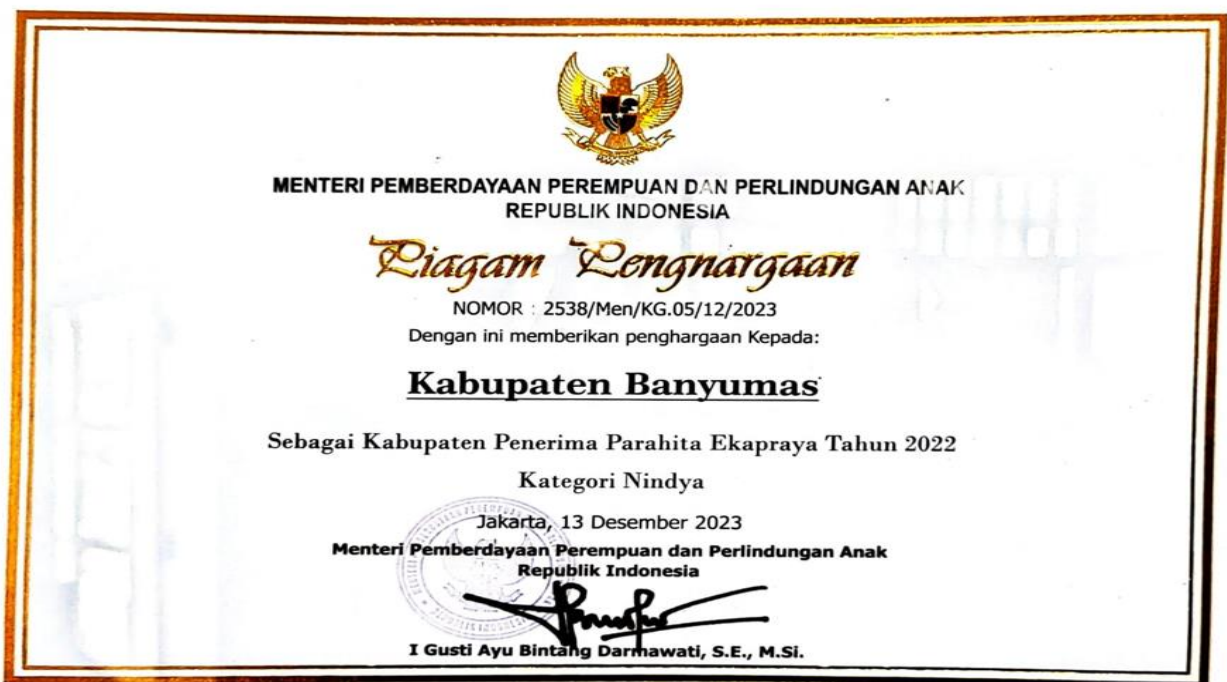 MENTERI PEMBERDAYAAN PEREMPUAN DAN PERLINDUNGAN ANAK
REPUBLIK INDONESIA
Piagam Penghargaan
NOMOR : 2538/Men/KG.05/12/2023
Dengan ini memberikan penghargaan Kepada:
Kabupaten Banyumas
Sebagai Kabupaten Penerima Parahita Ekapraya Tahun 2022
Kategori Nindya
Jakarta, 13 Desember 2023
Menteri Pemberdayaan Perempuan dan Perlindungan Anak
Republik Indonesia
I Gusti Ayu Bintang Darmawati, S.E., M.Si.